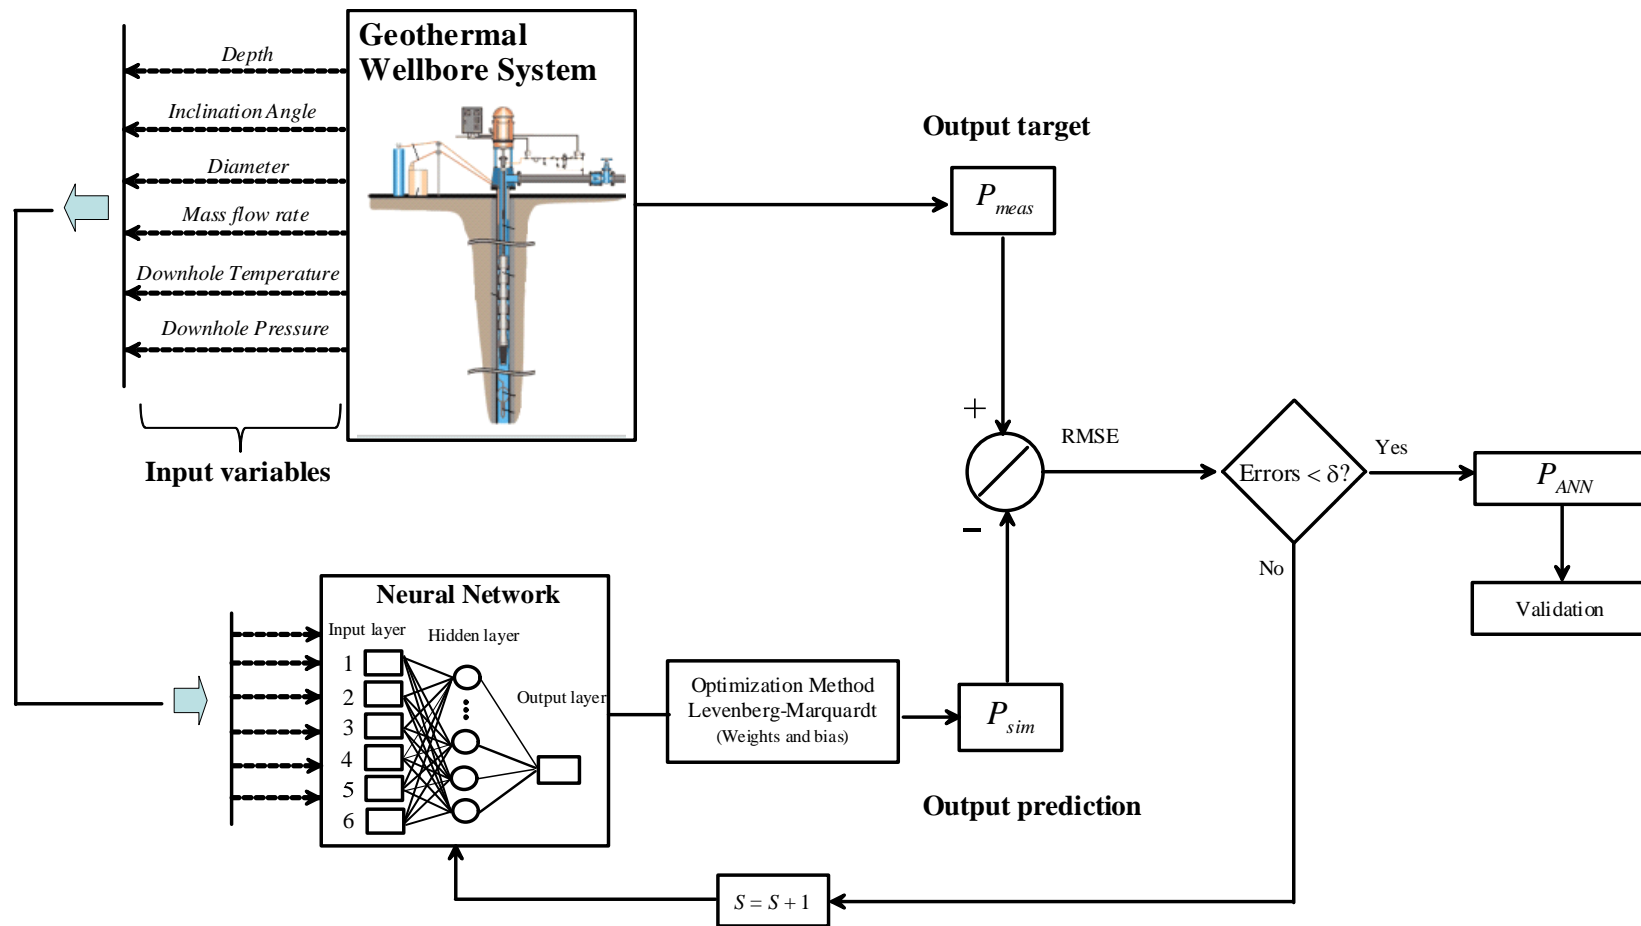 Geothermal
Wellbore System
Depth
Inclination Angle
Diameter
Mass flow rate
Downhole Temperature
Downhole Pressure
Input variables
Output target
P meas
+
RMSE
Errors < δ?
Yes
P ANN
Validation
No
−
Neural Network
Input layer
Hidden layer
Output layer
1
2
3
4
5
6
Optimization Method
Levenberg-Marquardt
(Weights and bias)
P sim
Output prediction
S = S + 1